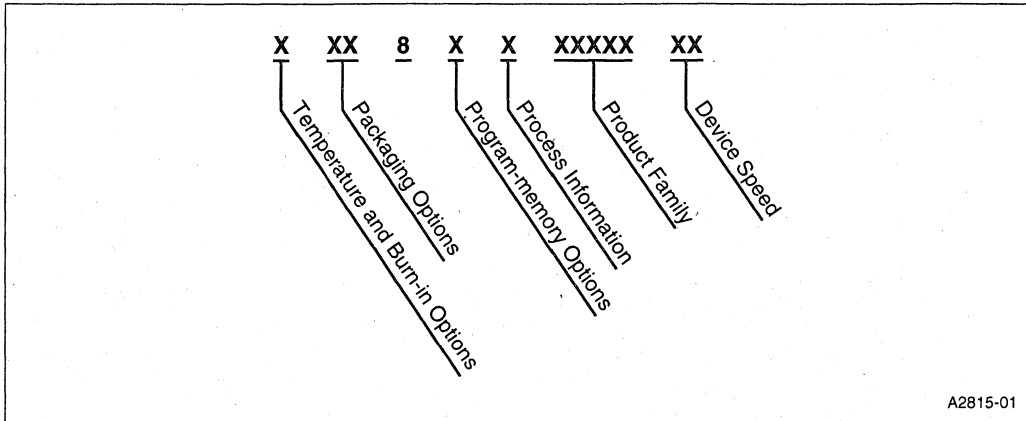 X XX 8 X X XXXXX XX
Temperature and Burn-in Options
Packaging Options
Program-memory Options
Process Information
Product Family
Device Speed
A2815-01